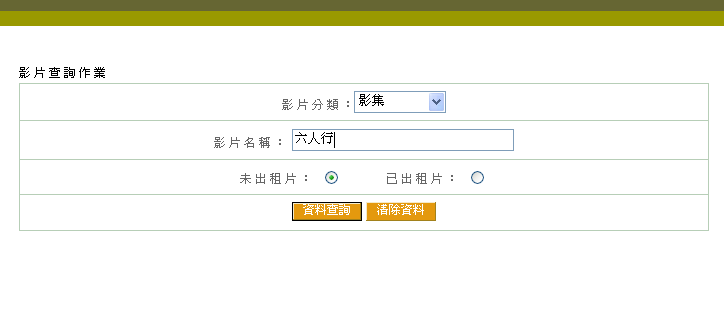 影片查詢作業
影片分類： 影集
影片名稱： 六人行
未出租片： 已出租片：
資料查詢 清除資料